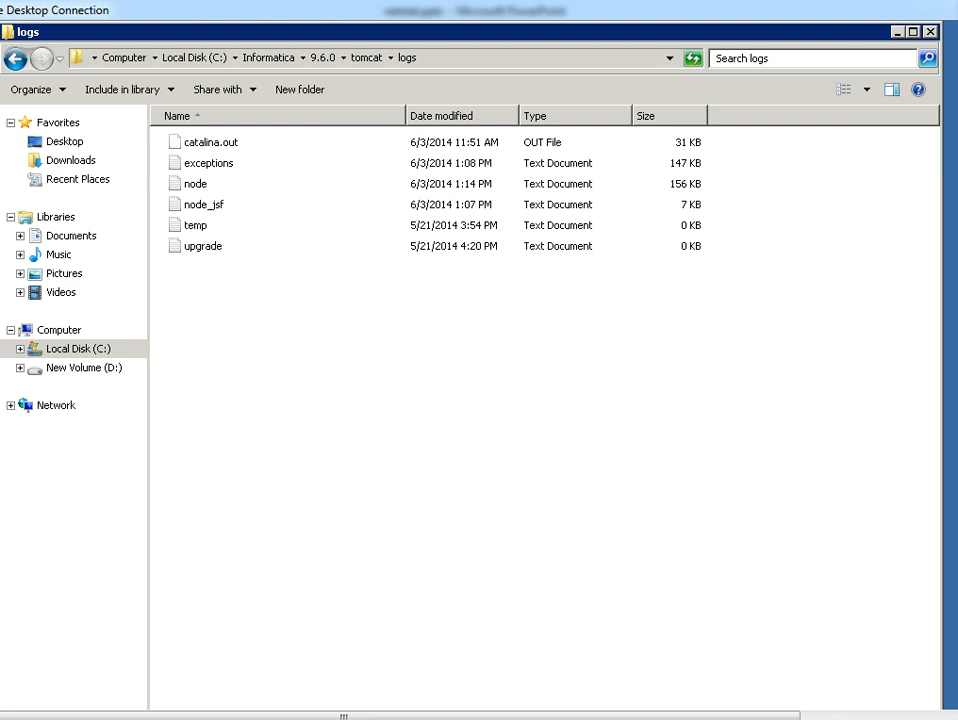 e Desktop Connection
logs
Computer Local Disk (C:) Informatica 9.6.0 tomcat logs
Search logs
Organize Include in library Share with New folder
Name Date modified Type Size
Favorites
Desktop
Downloads
Recent Places
Libraries
Documents
Music
Pictures
Videos
Computer
Local Disk (C:)
New Volume (D:)
Network
catalina.out 6/3/2014 11:51 AM OUT File 31 KB
exceptions 6/3/2014 1:08 PM Text Document 147 KB
node 6/3/2014 1:14 PM Text Document 156 KB
node_jsf 6/3/2014 1:07 PM Text Document 7 KB
temp 5/21/2014 3:54 PM Text Document 0 KB
upgrade 5/21/2014 4:20 PM Text Document 0 KB